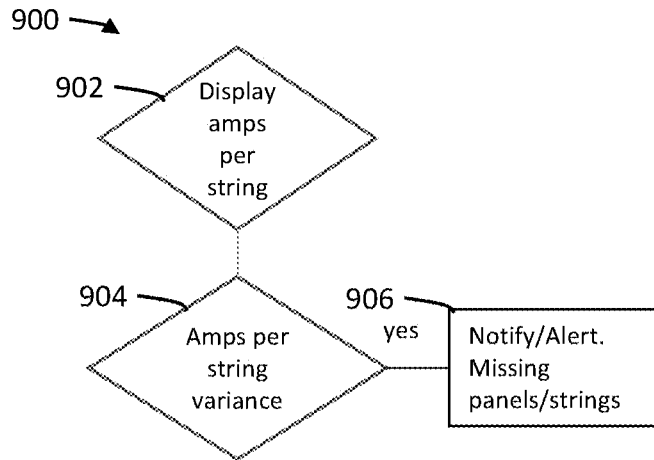 900
902
Display
amps
per
string
904
Amps per
string
variance
906
yes
Notify/Alert.
Missing
panels/strings